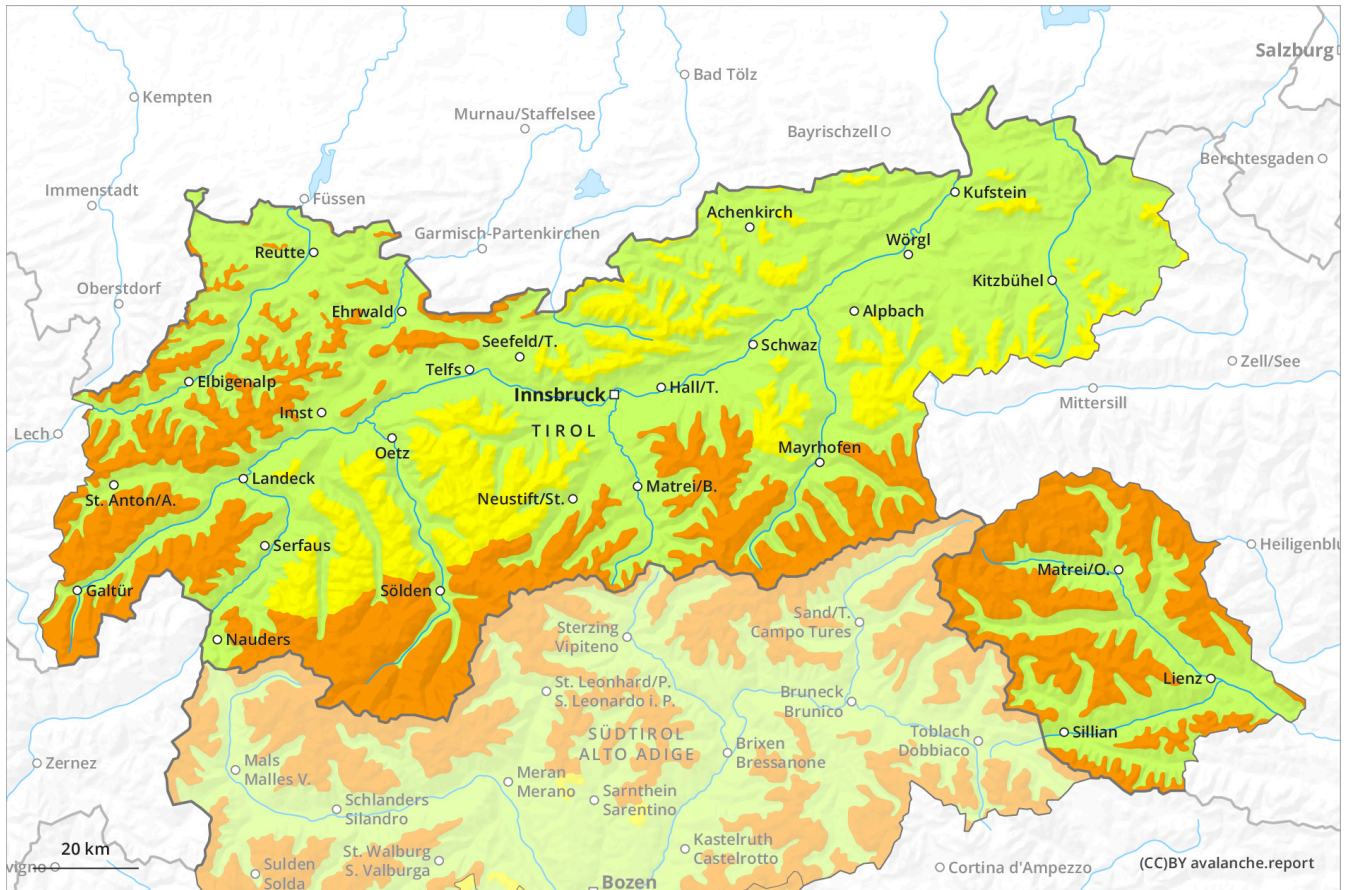 Salzburg
Bad Tölz
Kempten
Murnau/Staffelsee
Bayrischzell
Berchtesgaden
Immenstadt
Füssen
Kufstein
Achenkirch
Garmisch-Partenkirchen
Reutte
Wörgl
Oberstdorf
Kitzbühel
Ehrwald
Alpbach
Seefeld/T.
Schwaz
Zell/See
Telfs
Elbigenalp
Hall/T.
Innsbruck
Mittersill
Imst
Lech
TIROL
Oetz
Mayrhofen
Landeck
Matrei/B.
St. Anton/A.
Neustift/St.
Serfaus
Heiligenblu
Matrei/O.
Galtür
Sölden
Sand/T.
Campo Tures
Sterzing
Vipiteno
Nauders
Lienz
St. Leonhard/P.
S. Leonardo i. P.
Bruneck
Brunico
SÜDTIROL
ALTO ADIGE
Sillian
Toblach
Dobbiaco
Brixen
Bressanone
Zernez
Mals
Malles V.
Meran
Merano
Sarnthein
Sarentino
Schlanders
Silandro
Kastelruth
Castelrotto
20 km
St. Walburg
S. Valburga
vigno
Sulden
Solda
Cortina d'Ampezzo
(CC)BY avalanche.report
Bozen